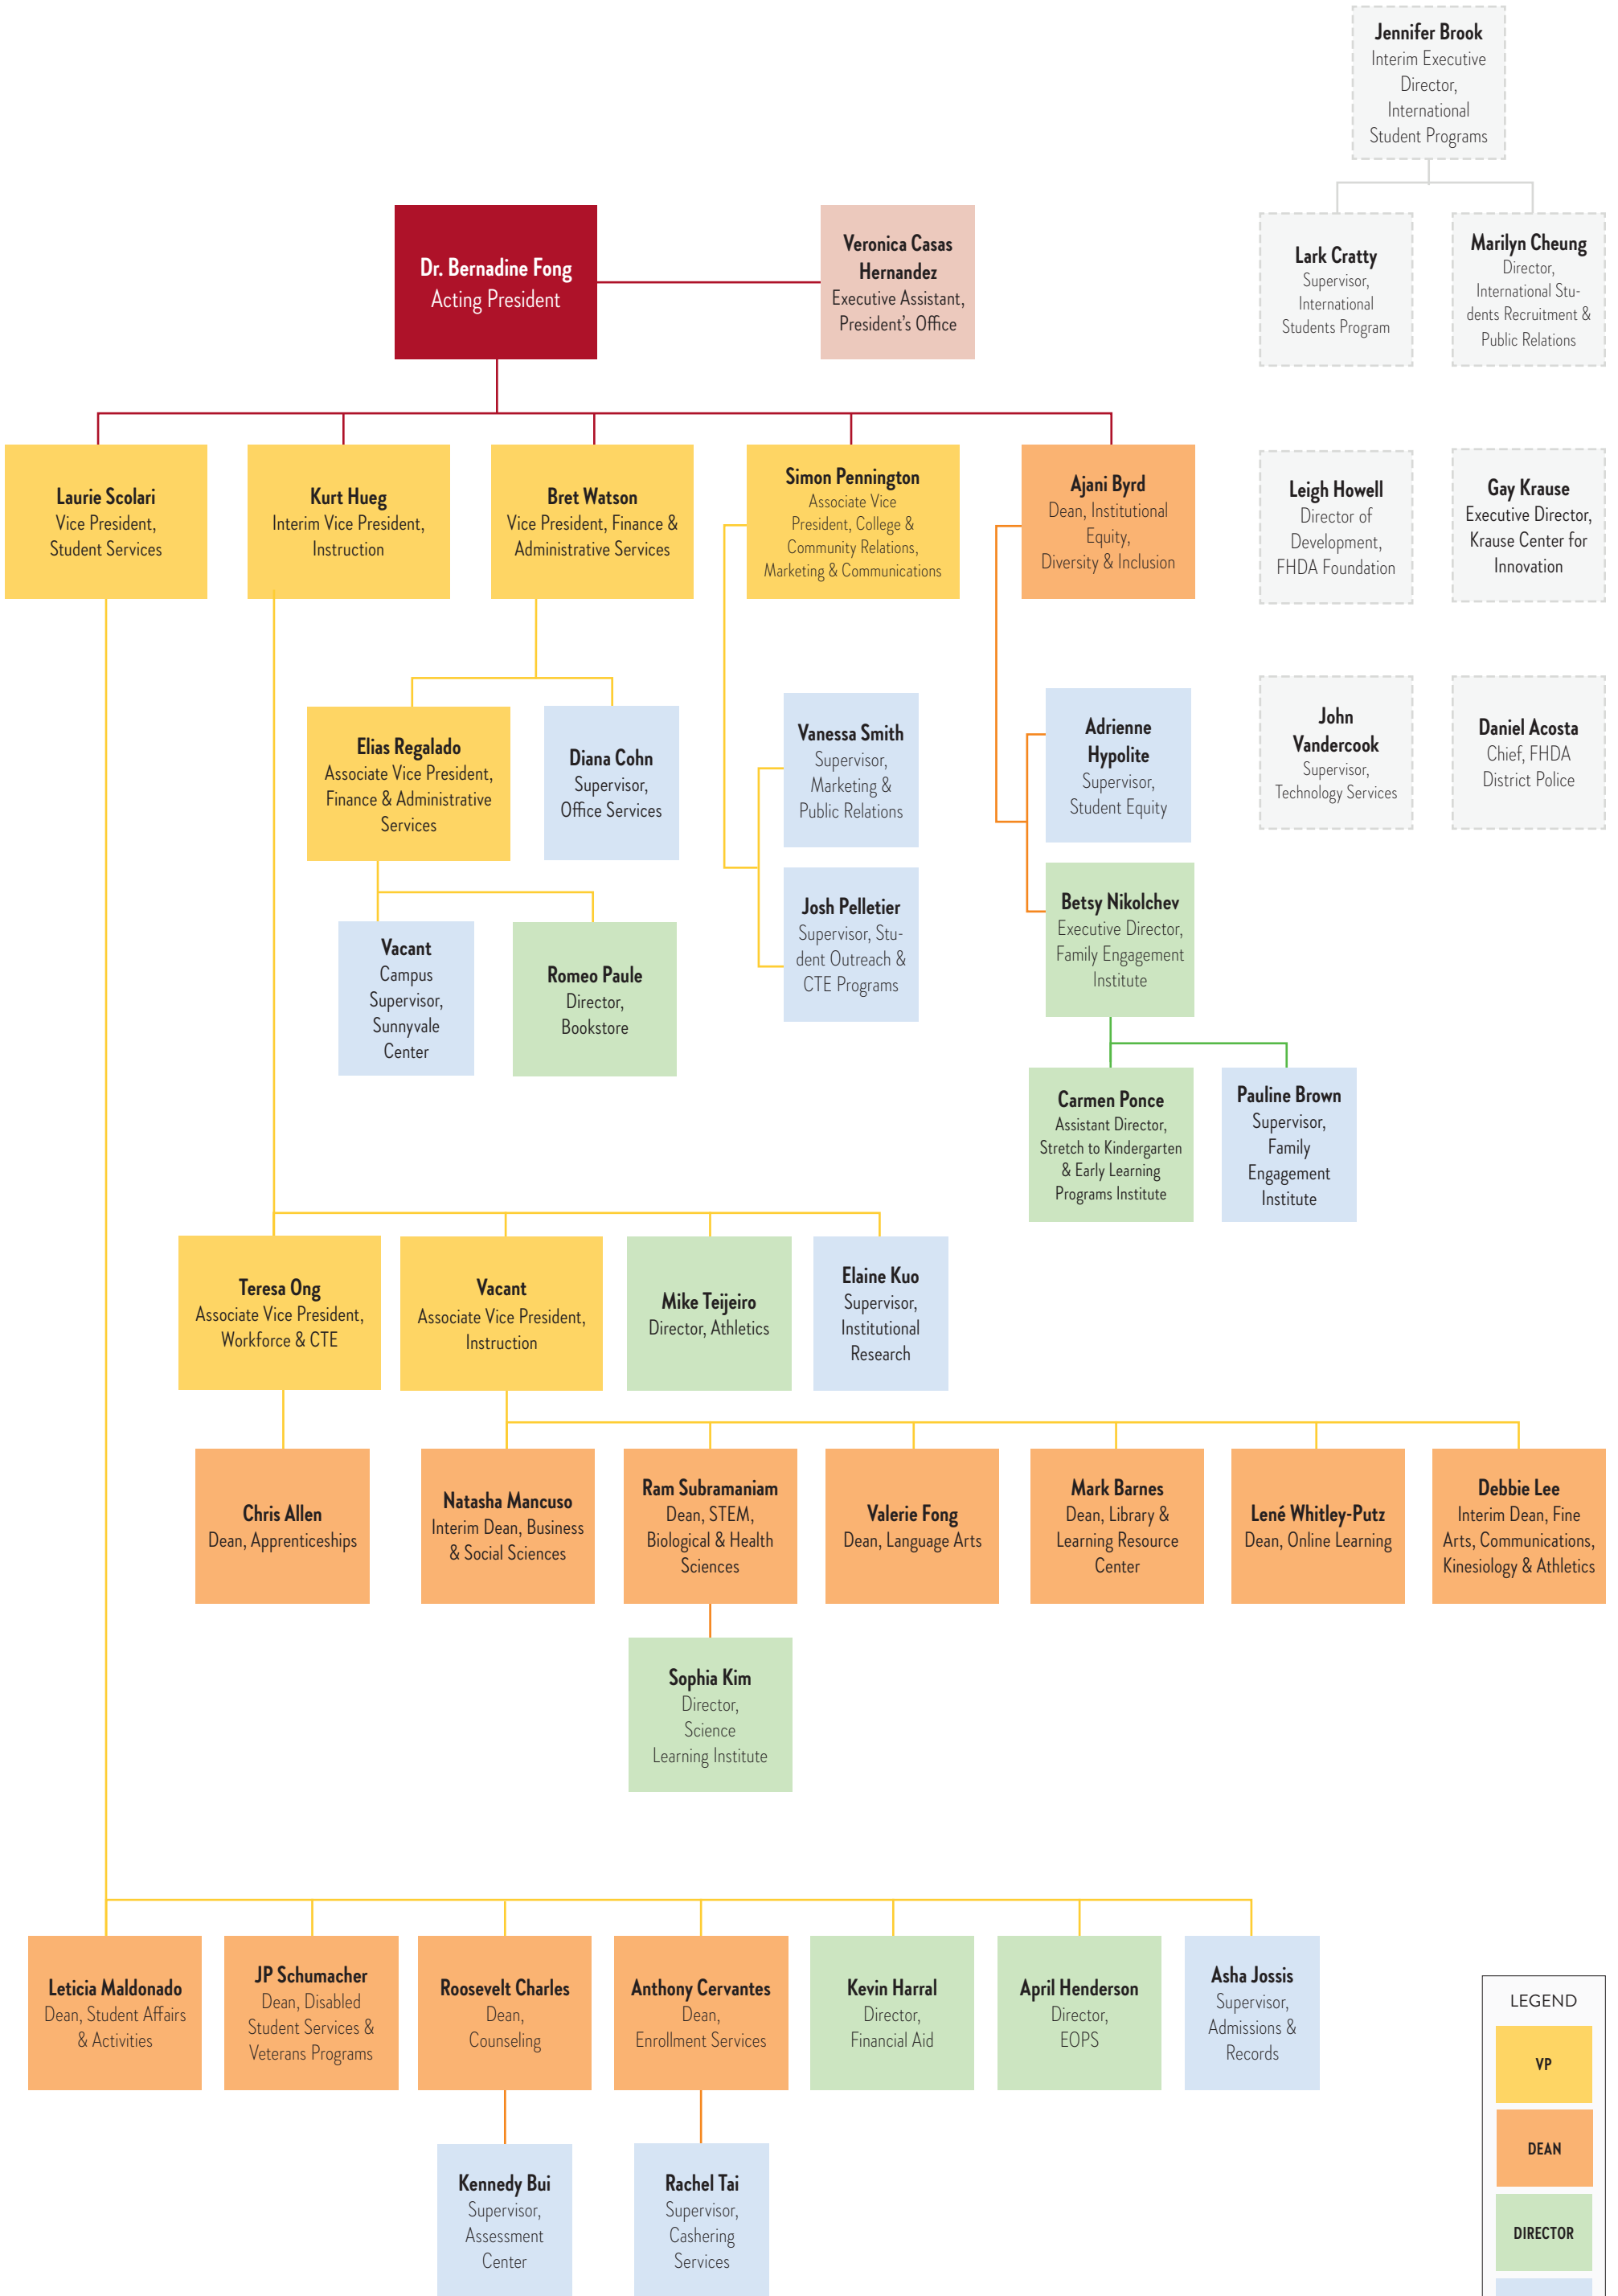 Jennifer Brook
Interim Executive
Director,
International
Student Programs
Dr. Bernadine Fong
Acting President
Veronica Casas
Hernandez
Executive Assistant,
President’s Office
Lark Cratty
Supervisor,
International
Students Program
Marilyn Cheung
Director,
International Stu-
dents Recruitment &
Public Relations
Laurie Scolari
Vice President,
Student Services
Kurt Hueg
Interim Vice President,
Instruction
Bret Watson
Vice President, Finance &
Administrative Services
Simon Pennington
Associate Vice
President, College &
Community Relations,
Marketing & Communications
Ajani Byrd
Dean, Institutional
Equity,
Diversity & Inclusion
Leigh Howell
Director of
Development,
FHDA Foundation
Gay Krause
Executive Director,
Krause Center for
Innovation
Elias Regalado
Associate Vice President,
Finance & Administrative
Services
Diana Cohn
Supervisor,
Office Services
Vanessa Smith
Supervisor,
Marketing &
Public Relations
Adrienne
Hypolite
Supervisor,
Student Equity
John
Vandercook
Supervisor,
Technology Services
Daniel Acosta
Chief, FHDA
District Police
Vacant
Campus
Supervisor,
Sunnyvale
Center
Romeo Paule
Director,
Bookstore
Josh Pelletier
Supervisor, Stu-
dent Outreach &
CTE Programs
Betsy Nikolchev
Executive Director,
Family Engagement
Institute
Carmen Ponce
Assistant Director,
Stretch to Kindergarten
& Early Learning
Programs Institute
Pauline Brown
Supervisor,
Family
Engagement
Institute
Teresa Ong
Associate Vice President,
Workforce & CTE
Vacant
Associate Vice President,
Instruction
Mike Teijeiro
Director, Athletics
Elaine Kuo
Supervisor,
Institutional
Research
Chris Allen
Dean, Apprenticeships
Natasha Mancuso
Interim Dean, Business
& Social Sciences
Ram Subramaniam
Dean, STEM,
Biological & Health
Sciences
Valerie Fong
Dean, Language Arts
Mark Barnes
Dean, Library &
Learning Resource
Center
Lené Whitley-Putz
Dean, Online Learning
Debbie Lee
Interim Dean, Fine
Arts, Communications,
Kinesiology & Athletics
Sophia Kim
Director,
Science
Learning Institute
Leticia Maldonado
Dean, Student Affairs
& Activities
JP Schumacher
Dean, Disabled
Student Services &
Veterans Programs
Roosevelt Charles
Dean,
Counseling
Anthony Cervantes
Dean,
Enrollment Services
Kevin Harral
Director,
Financial Aid
April Henderson
Director,
EOPS
Asha Jossis
Supervisor,
Admissions &
Records
Kennedy Bui
Supervisor,
Assessment
Center
Rachel Tai
Supervisor,
Cashering
Services
LEGEND
VP
DEAN
DIRECTOR